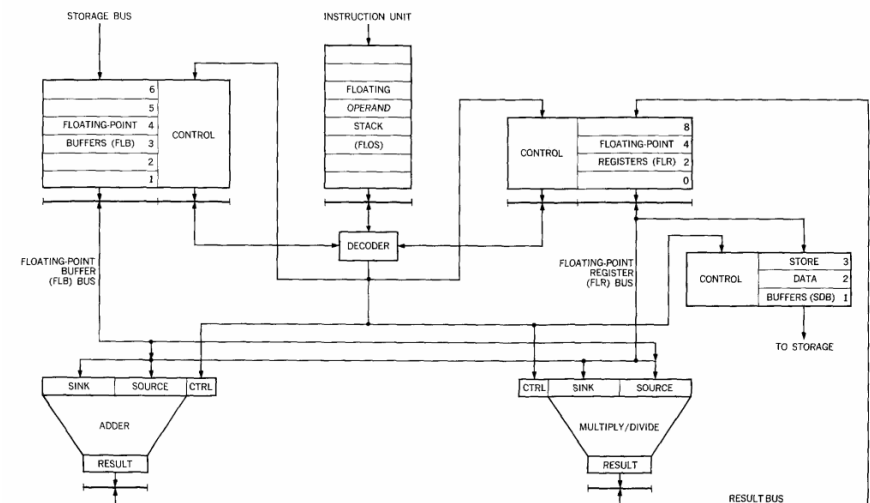 STORAGE BUS
INSTRUCTION UNIT
6
5
FLOATING-POINT 4
BUFFERS (FLB) 3
2
1
CONTROL
FLOATING
OPERAND
STACK
(FLOS)
CONTROL
8
FLOATING-POINT 4
REGISTERS (FLR) 2
0
DECODER
FLOATING-POINT
BUFFER
(FLB) BUS
FLOATING-POINT
REGISTER
(FLR) BUS
CONTROL
STORE 3
DATA 2
BUFFERS (SDB) 1
TO STORAGE
SINK SOURCE CTRL
ADDER
RESULT
CTRL SINK SOURCE
MULTIPLY/DIVIDE
RESULT
RESULT BUS